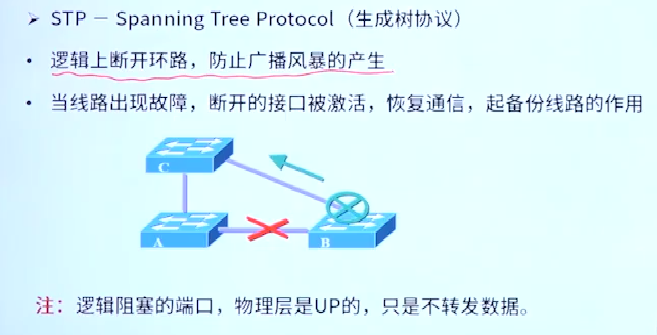 ➢ STP － Spanning Tree Protocol（生成树协议）
• 逻辑上断开环路，防止广播风暴的产生
• 当线路出现故障，断开的接口被激活，恢复通信，起备份线路的作用
C
A
B
注：逻辑阻塞的端口，物理层是UP的，只是不转发数据。